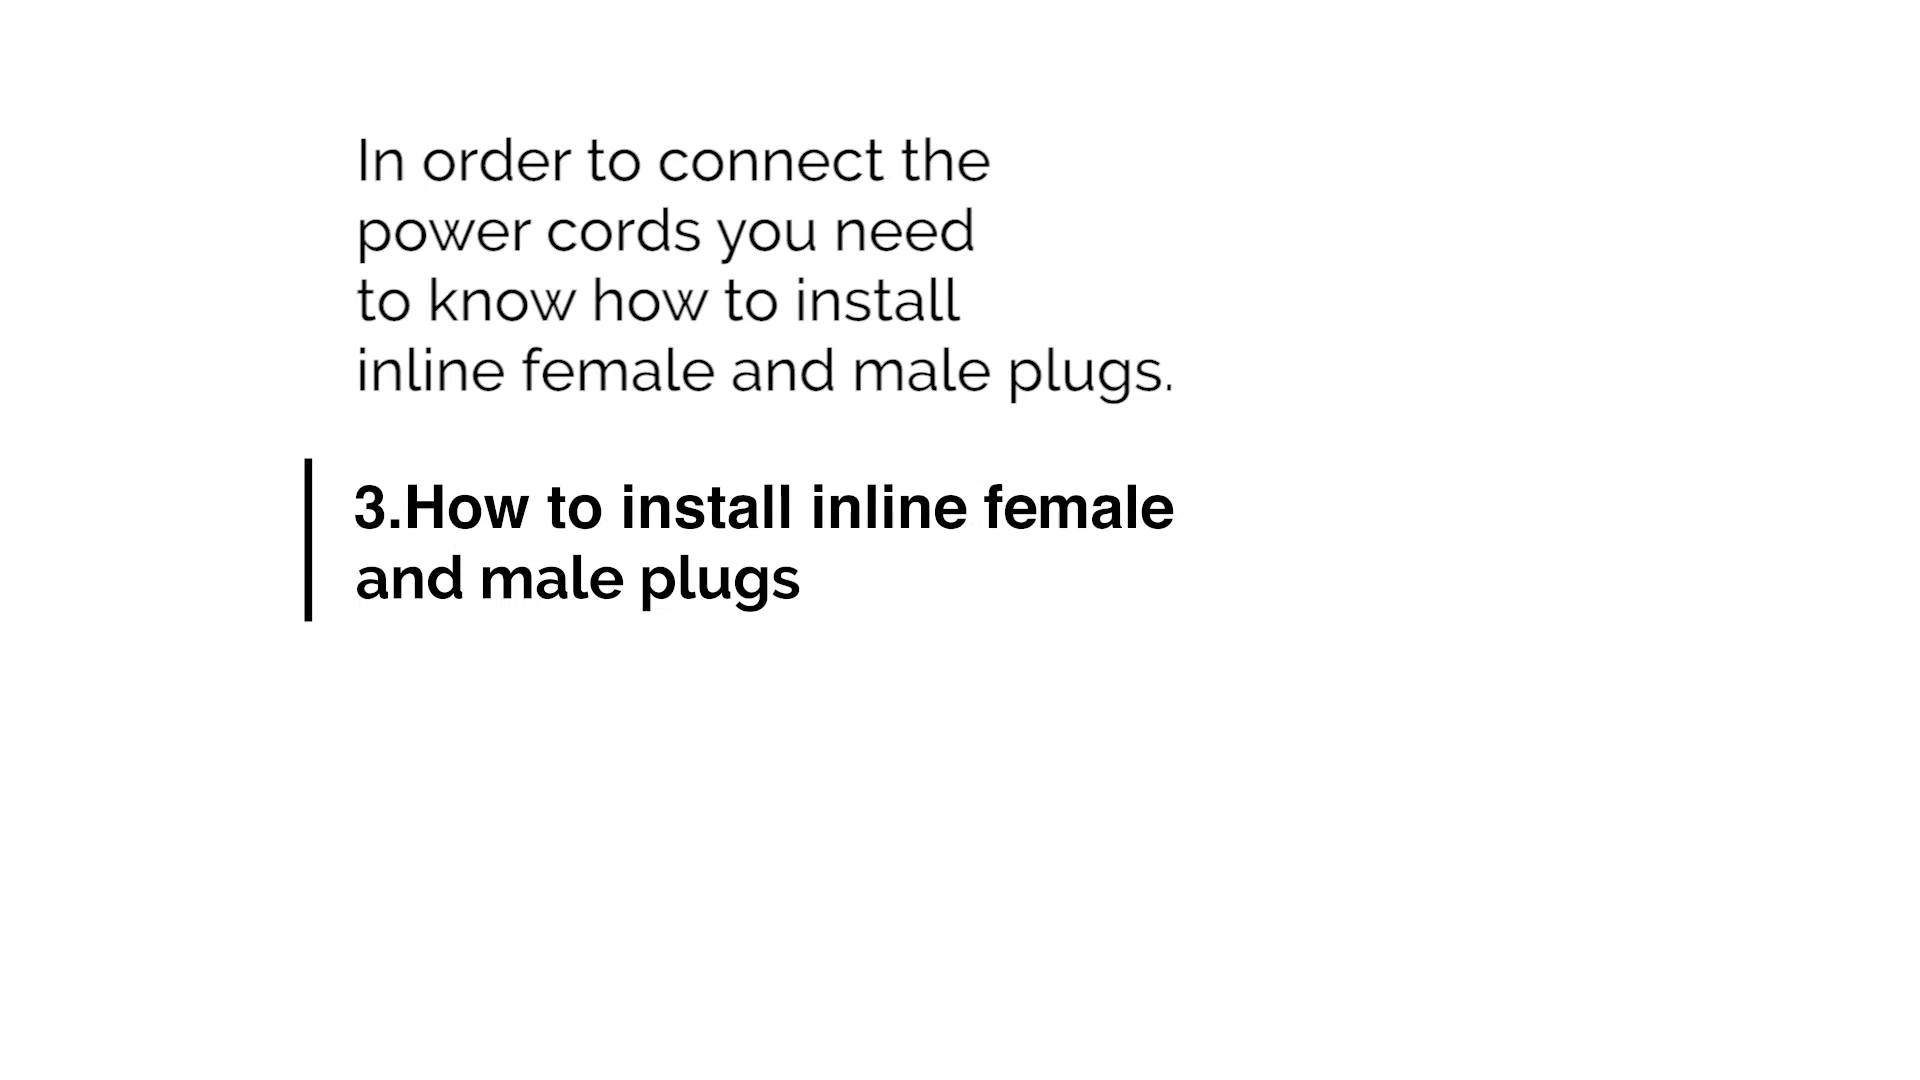 In order to connect the
power cords you need
to know how to install
inline female and male plugs.
3.How to install inline female
and male plugs